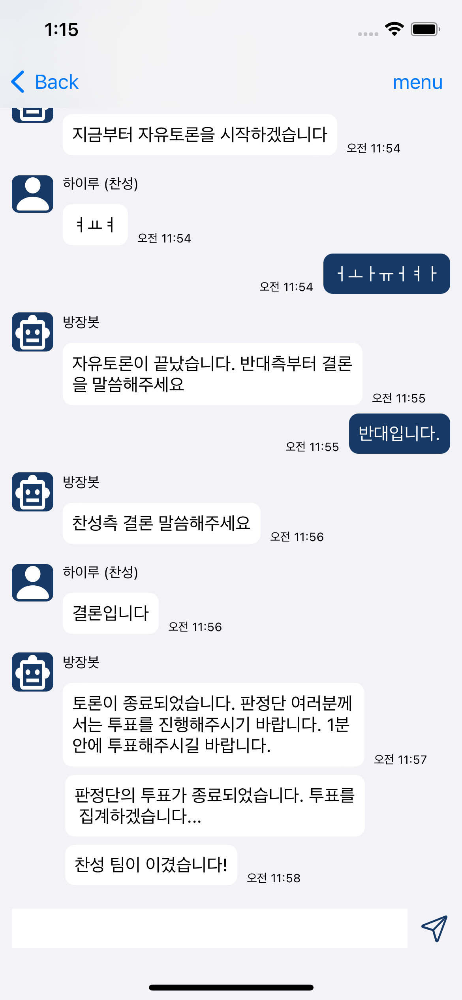 1:15
Back
menu
지금부터 자유토론을 시작하겠습니다
오전 11:54
하이루 (찬성)
ㅕㅛㅕ
오전 11:54
ㅓㅗㅏㅠㅓㅕㅏ
오전 11:54
방장봇
자유토론이 끝났습니다. 반대측부터 결론
을 말씀해주세요
오전 11:55
반대입니다.
오전 11:55
방장봇
찬성측 결론 말씀해주세요
오전 11:56
하이루 (찬성)
결론입니다
오전 11:56
방장봇
토론이 종료되었습니다. 판정단 여러분께
서는 투표를 진행해주시기 바랍니다. 1분
안에 투표해주시길 바랍니다.
오전 11:57
판정단의 투표가 종료되었습니다. 투표를
집계하겠습니다...
찬성 팀이 이겼습니다!
오전 11:58